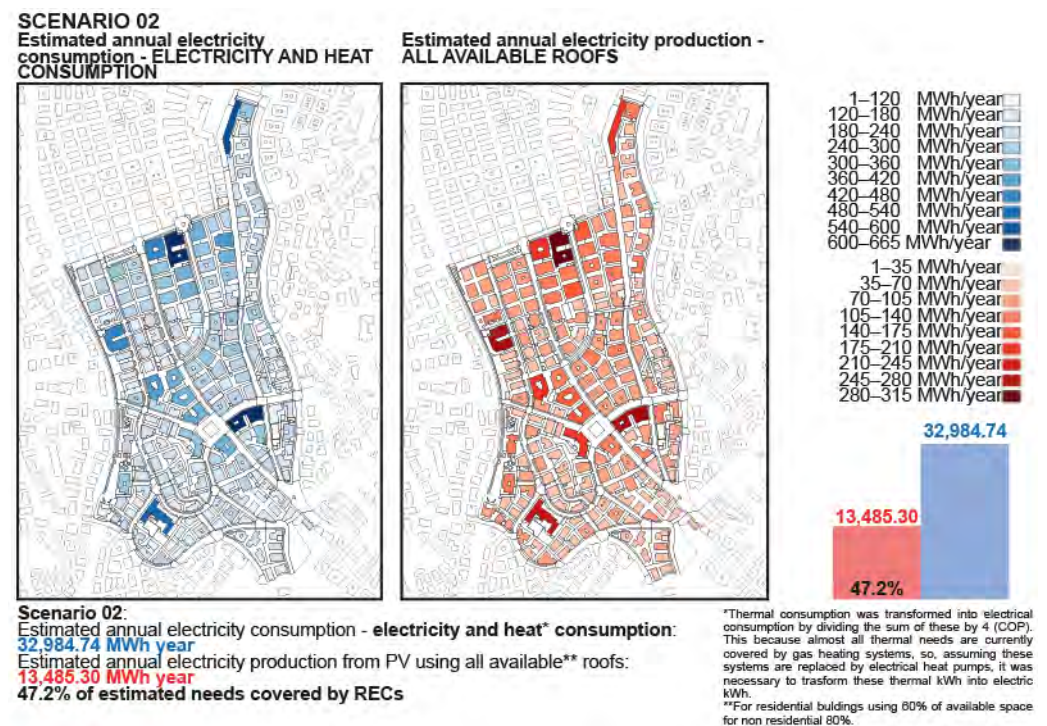 SCENARIO 02
Estimated annual electricity
consumption - ELECTRICITY AND HEAT
CONSUMPTION
Estimated annual electricity production -
ALL AVAILABLE ROOFS
1–120 MWh/year
120–180 MWh/year
180–240 MWh/year
240–300 MWh/year
300–360 MWh/year
360–420 MWh/year
420–480 MWh/year
480–540 MWh/year
540–600 MWh/year
600–665 MWh/year
1–35 MWh/year
35–70 MWh/year
70–105 MWh/year
105–140 MWh/year
140–175 MWh/year
175–210 MWh/year
210–245 MWh/year
245–280 MWh/year
280–315 MWh/year
32,984.74
13,485.30
47.2%
Scenario 02:
Estimated annual electricity consumption - electricity and heat* consumption:
32,984.74 MWh year
Estimated annual electricity production from PV using all available** roofs:
13,485.30 MWh year
47.2% of estimated needs covered by RECs
*Thermal consumption was transformed into electrical
consumption by dividing the sum of these by 4 (COP).
This because almost all thermal needs are currently
covered by gas heating systems, so, assuming these
systems are replaced by electrical heat pumps, it was
necessary to trasform these thermal kWh into electric
kWh.
**For residential buldings using 60% of available space
for non residential 80%.